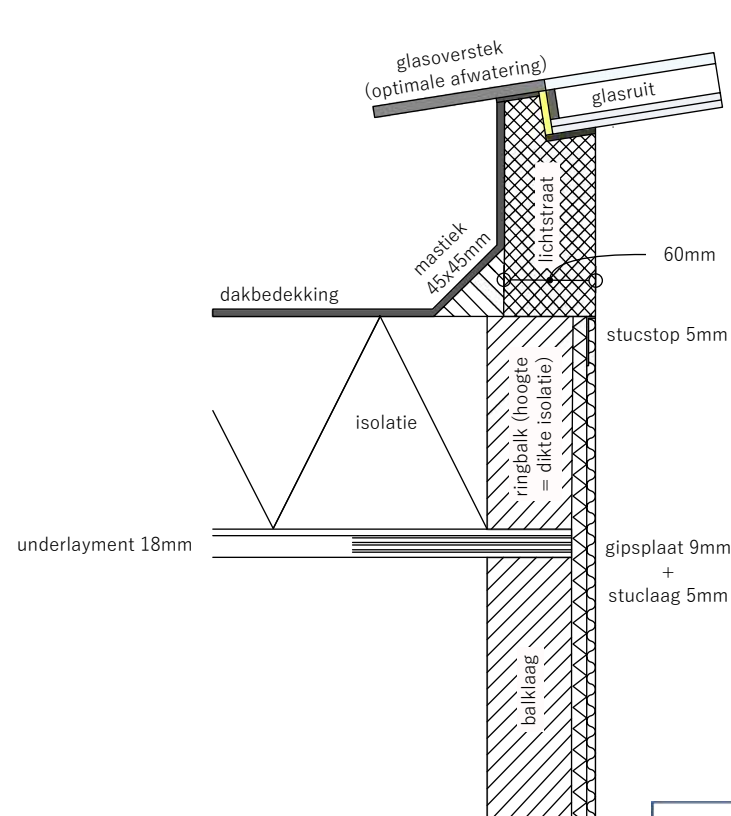 glasoverstek
(optimale afwatering)
glasruit
lichtstraat
mastiek
45x45mm
60mm
dakbedekking
stucstop 5mm
isolatie
ringbalk (hoogte
= dikte isolatie)
underlayment 18mm
gipsplaat 9mm
+
stuclaag 5mm
balklaag